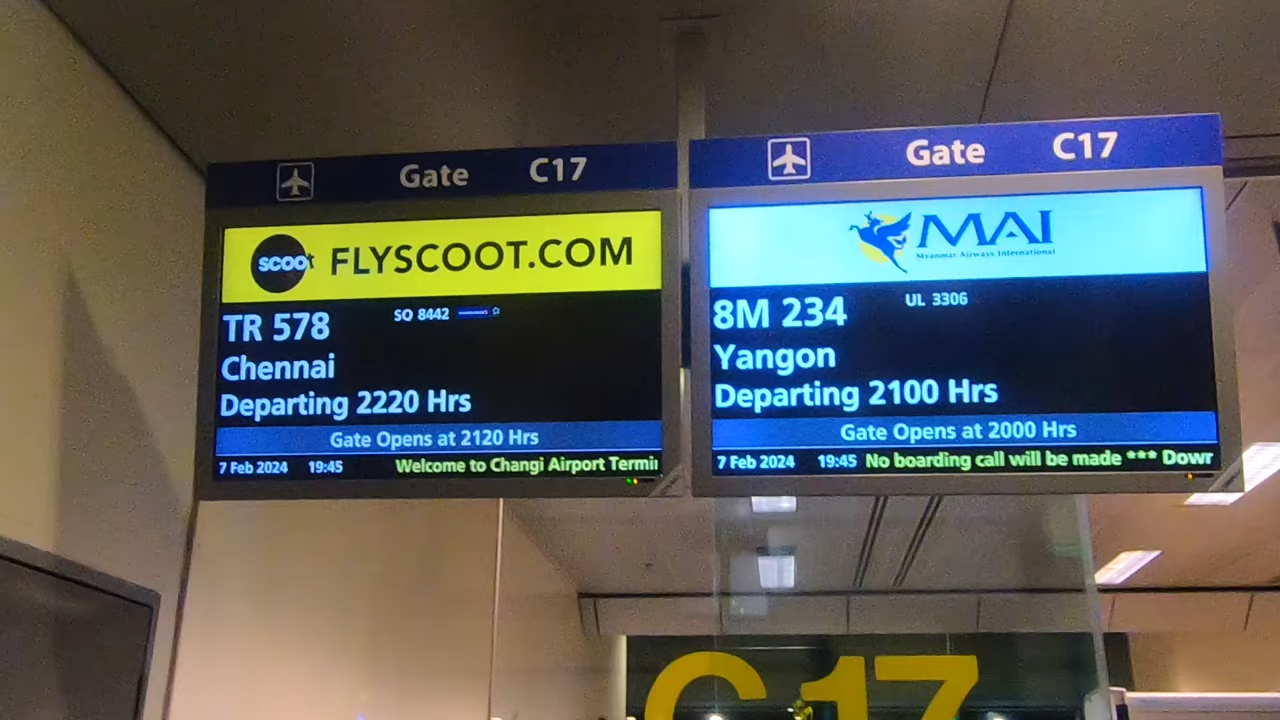 Gate C17
scoot FLYSCOOT.COM
TR 578 SQ 8442
Chennai
Departing 2220 Hrs
Gate Opens at 2120 Hrs
7 Feb 2024 19:45 Welcome to Changi Airport Termi
Gate C17
MAI
Myanmar Airways International
8M 234 UL 3306
Yangon
Departing 2100 Hrs
Gate Opens at 2000 Hrs
7 Feb 2024 19:45 No boarding call will be made *** Dow
C17